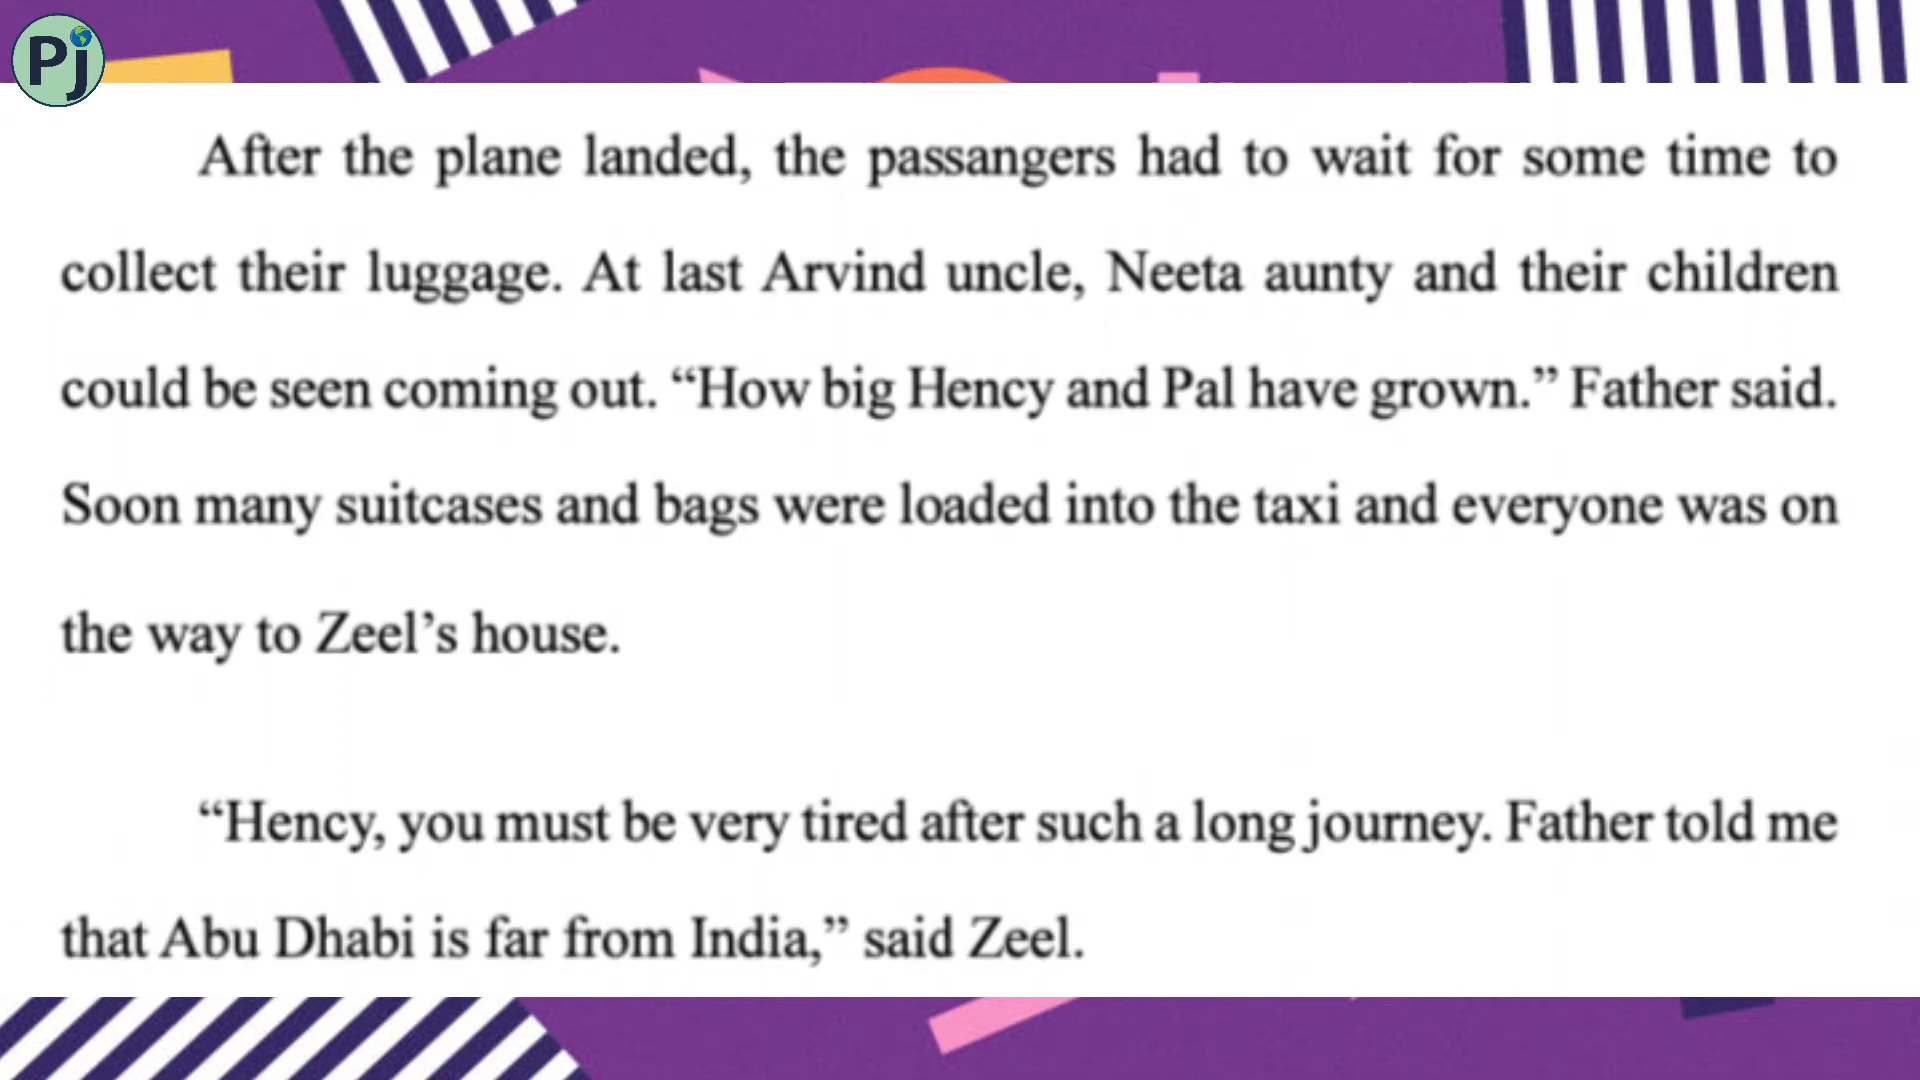 Pj
After the plane landed, the passangers had to wait for some time to
collect their luggage. At last Arvind uncle, Neeta aunty and their children
could be seen coming out. “How big Hency and Pal have grown.” Father said.
Soon many suitcases and bags were loaded into the taxi and everyone was on
the way to Zeel’s house.
“Hency, you must be very tired after such a long journey. Father told me
that Abu Dhabi is far from India,” said Zeel.